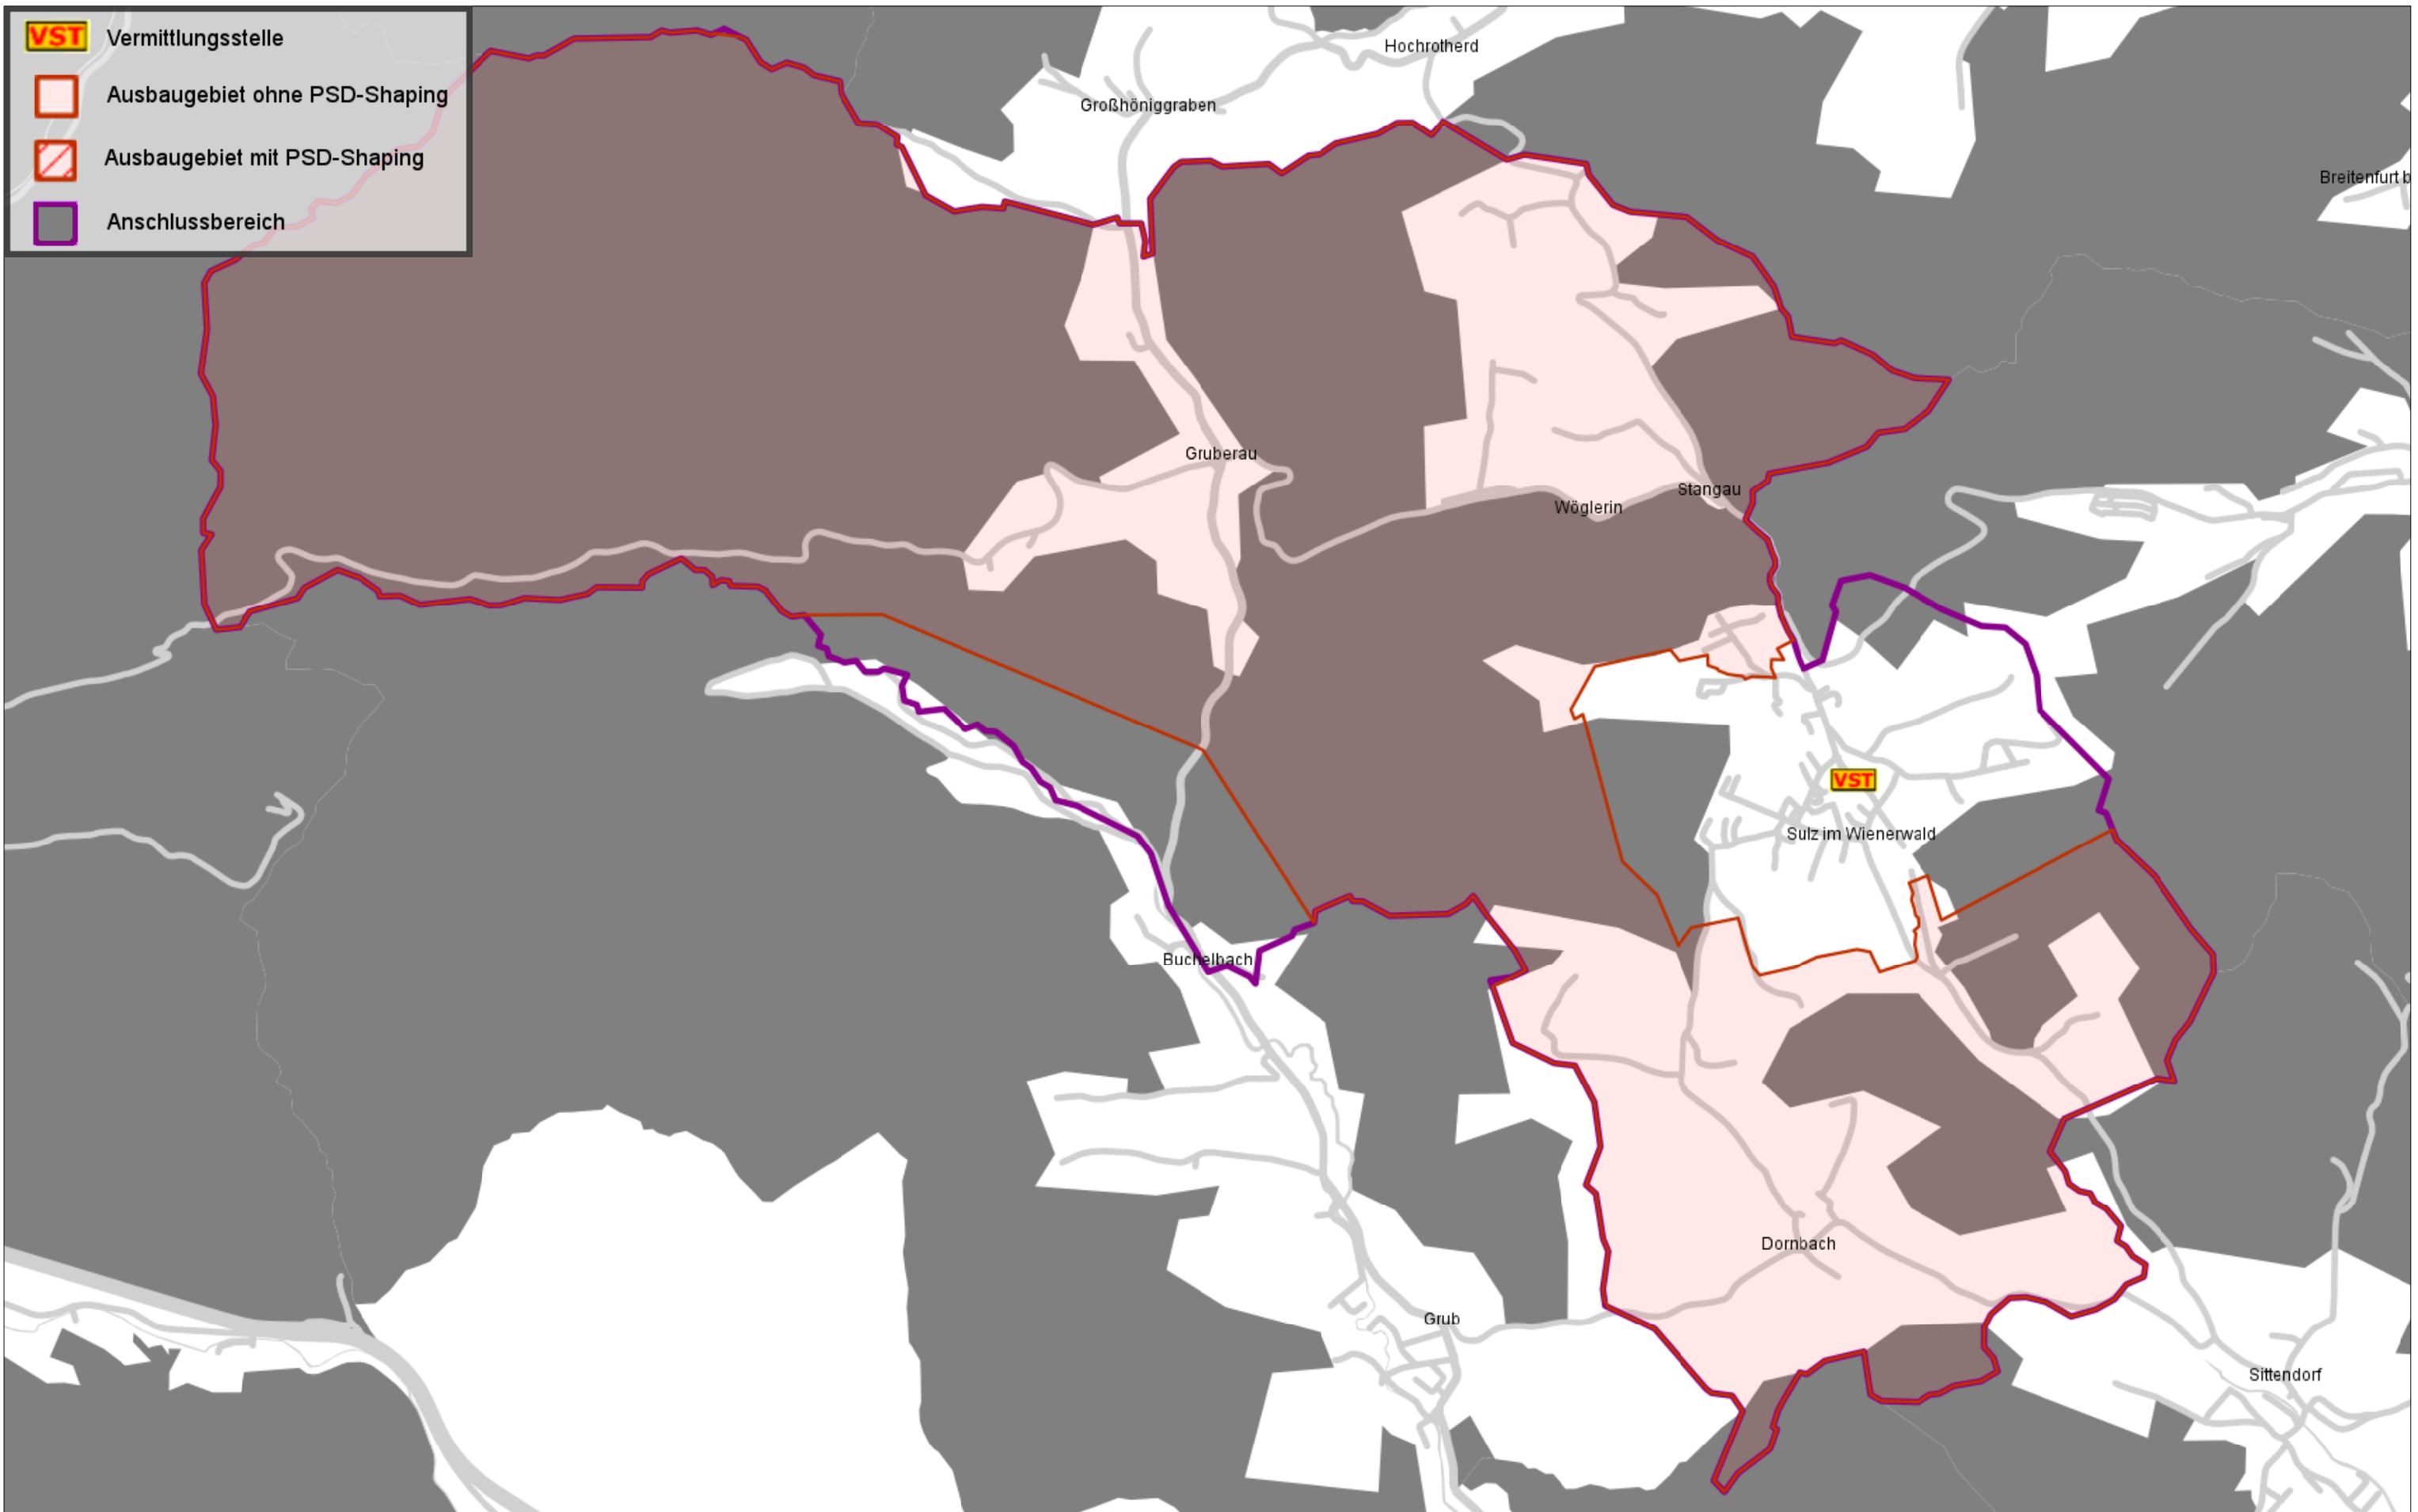 VST Vermittlungsstelle
Ausbaugebiet ohne PSD-Shaping
Ausbaugebiet mit PSD-Shaping
Anschlussbereich
Hochrotherd
Großhöniggraben
Breitenfurt b
Gruberau
Stangau
Wöglerin
VST
Sulz im Wienerwald
Buchelbach
Dornbach
Grub
Sittendorf